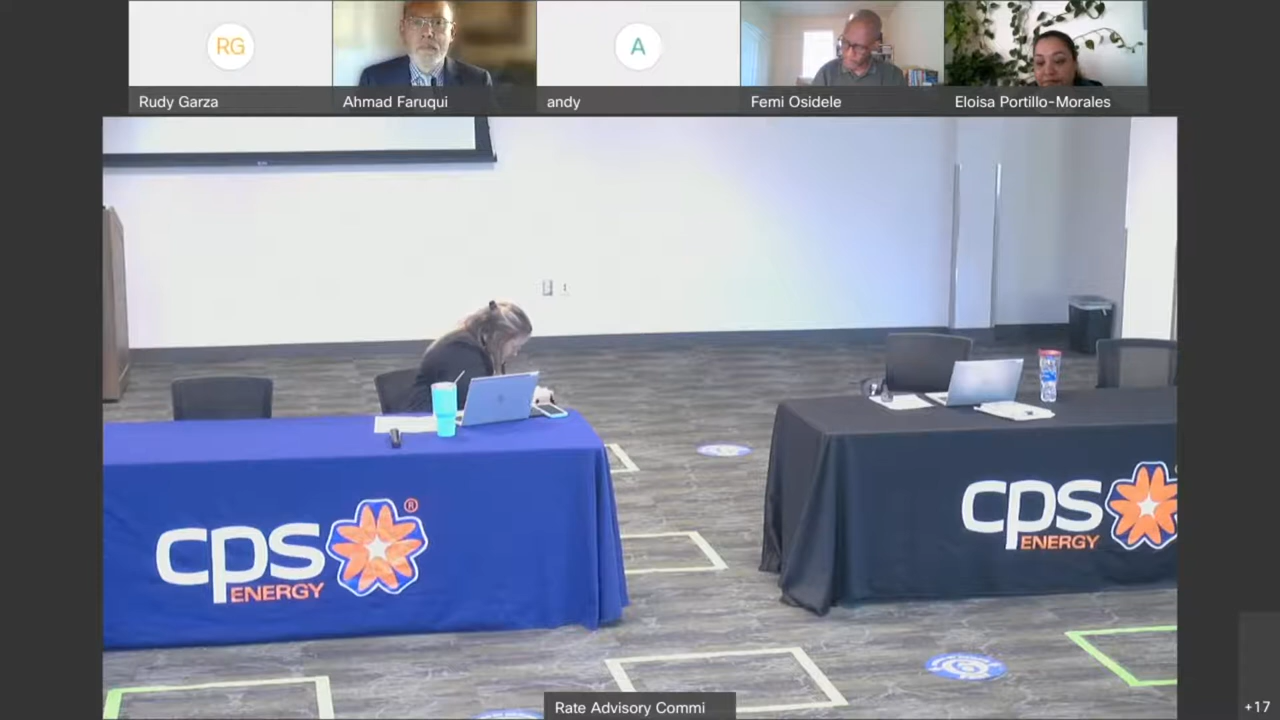 RG
A
Rudy Garza
Ahmad Faruqui
andy
Femi Osidele
Eloisa Portillo-Morales
cps
ENERGY
®
cps
ENERGY
Rate Advisory Commi
+17